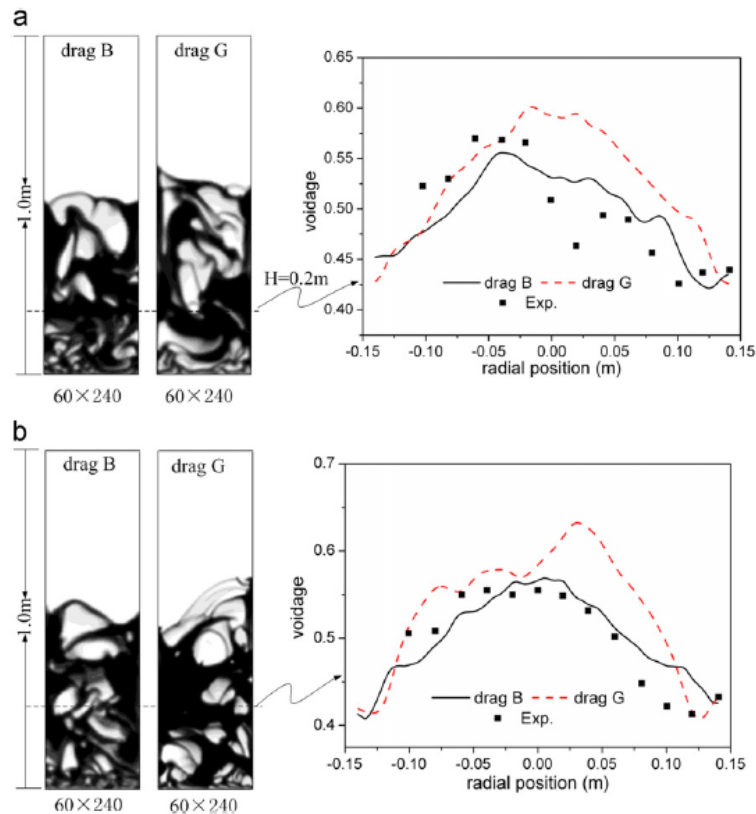 a
drag B
drag G
1.0m
H=0.2m
60×240
60×240
0.65
0.60
0.55
0.50
0.45
0.40
voidage
drag B
drag G
Exp.
-0.15
-0.10
-0.05
0.00
0.05
0.10
0.15
radial position (m)
b
drag B
drag G
1.0m
60×240
60×240
0.7
0.6
0.5
0.4
voidage
drag B
drag G
Exp.
-0.15
-0.10
-0.05
0.00
0.05
0.10
0.15
radial position (m)